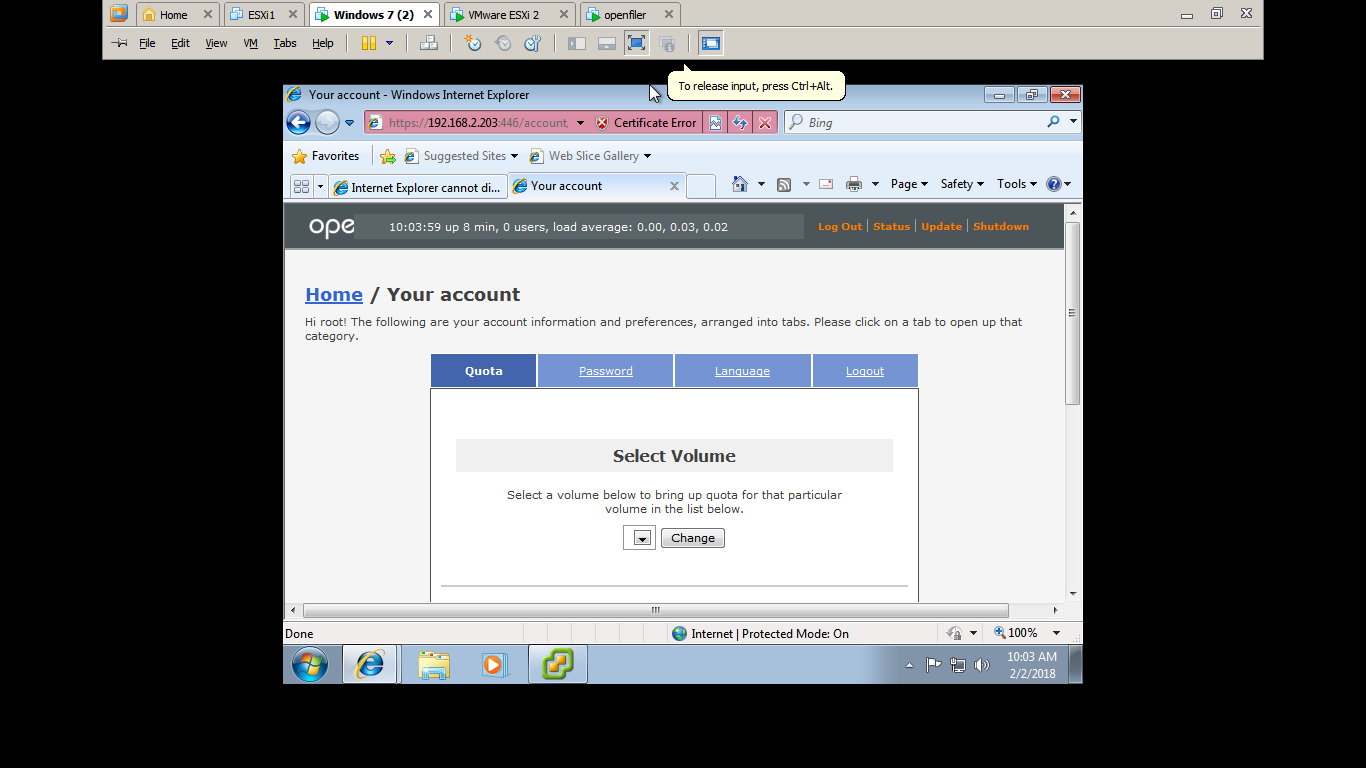 Home
ESXi1
Windows 7 (2)
VMware ESXi 2
openfiler
File Edit View VM Tabs Help
To release input, press Ctrl+Alt.
Your account - Windows Internet Explorer
https://192.168.2.203:446/account,
Certificate Error
Bing
Favorites
Suggested Sites
Web Slice Gallery
Internet Explorer cannot di...
Your account
Page
Safety
Tools
ope
10:03:59 up 8 min, 0 users, load average: 0.00, 0.03, 0.02
Log Out | Status | Update | Shutdown
Home / Your account
Hi root! The following are your account information and preferences, arranged into tabs. Please click on a tab to open up that
category.
Quota
Password
Language
Logout
Select Volume
Select a volume below to bring up quota for that particular
volume in the list below.
Change
Done
Internet | Protected Mode: On
100%
10:03 AM
2/2/2018